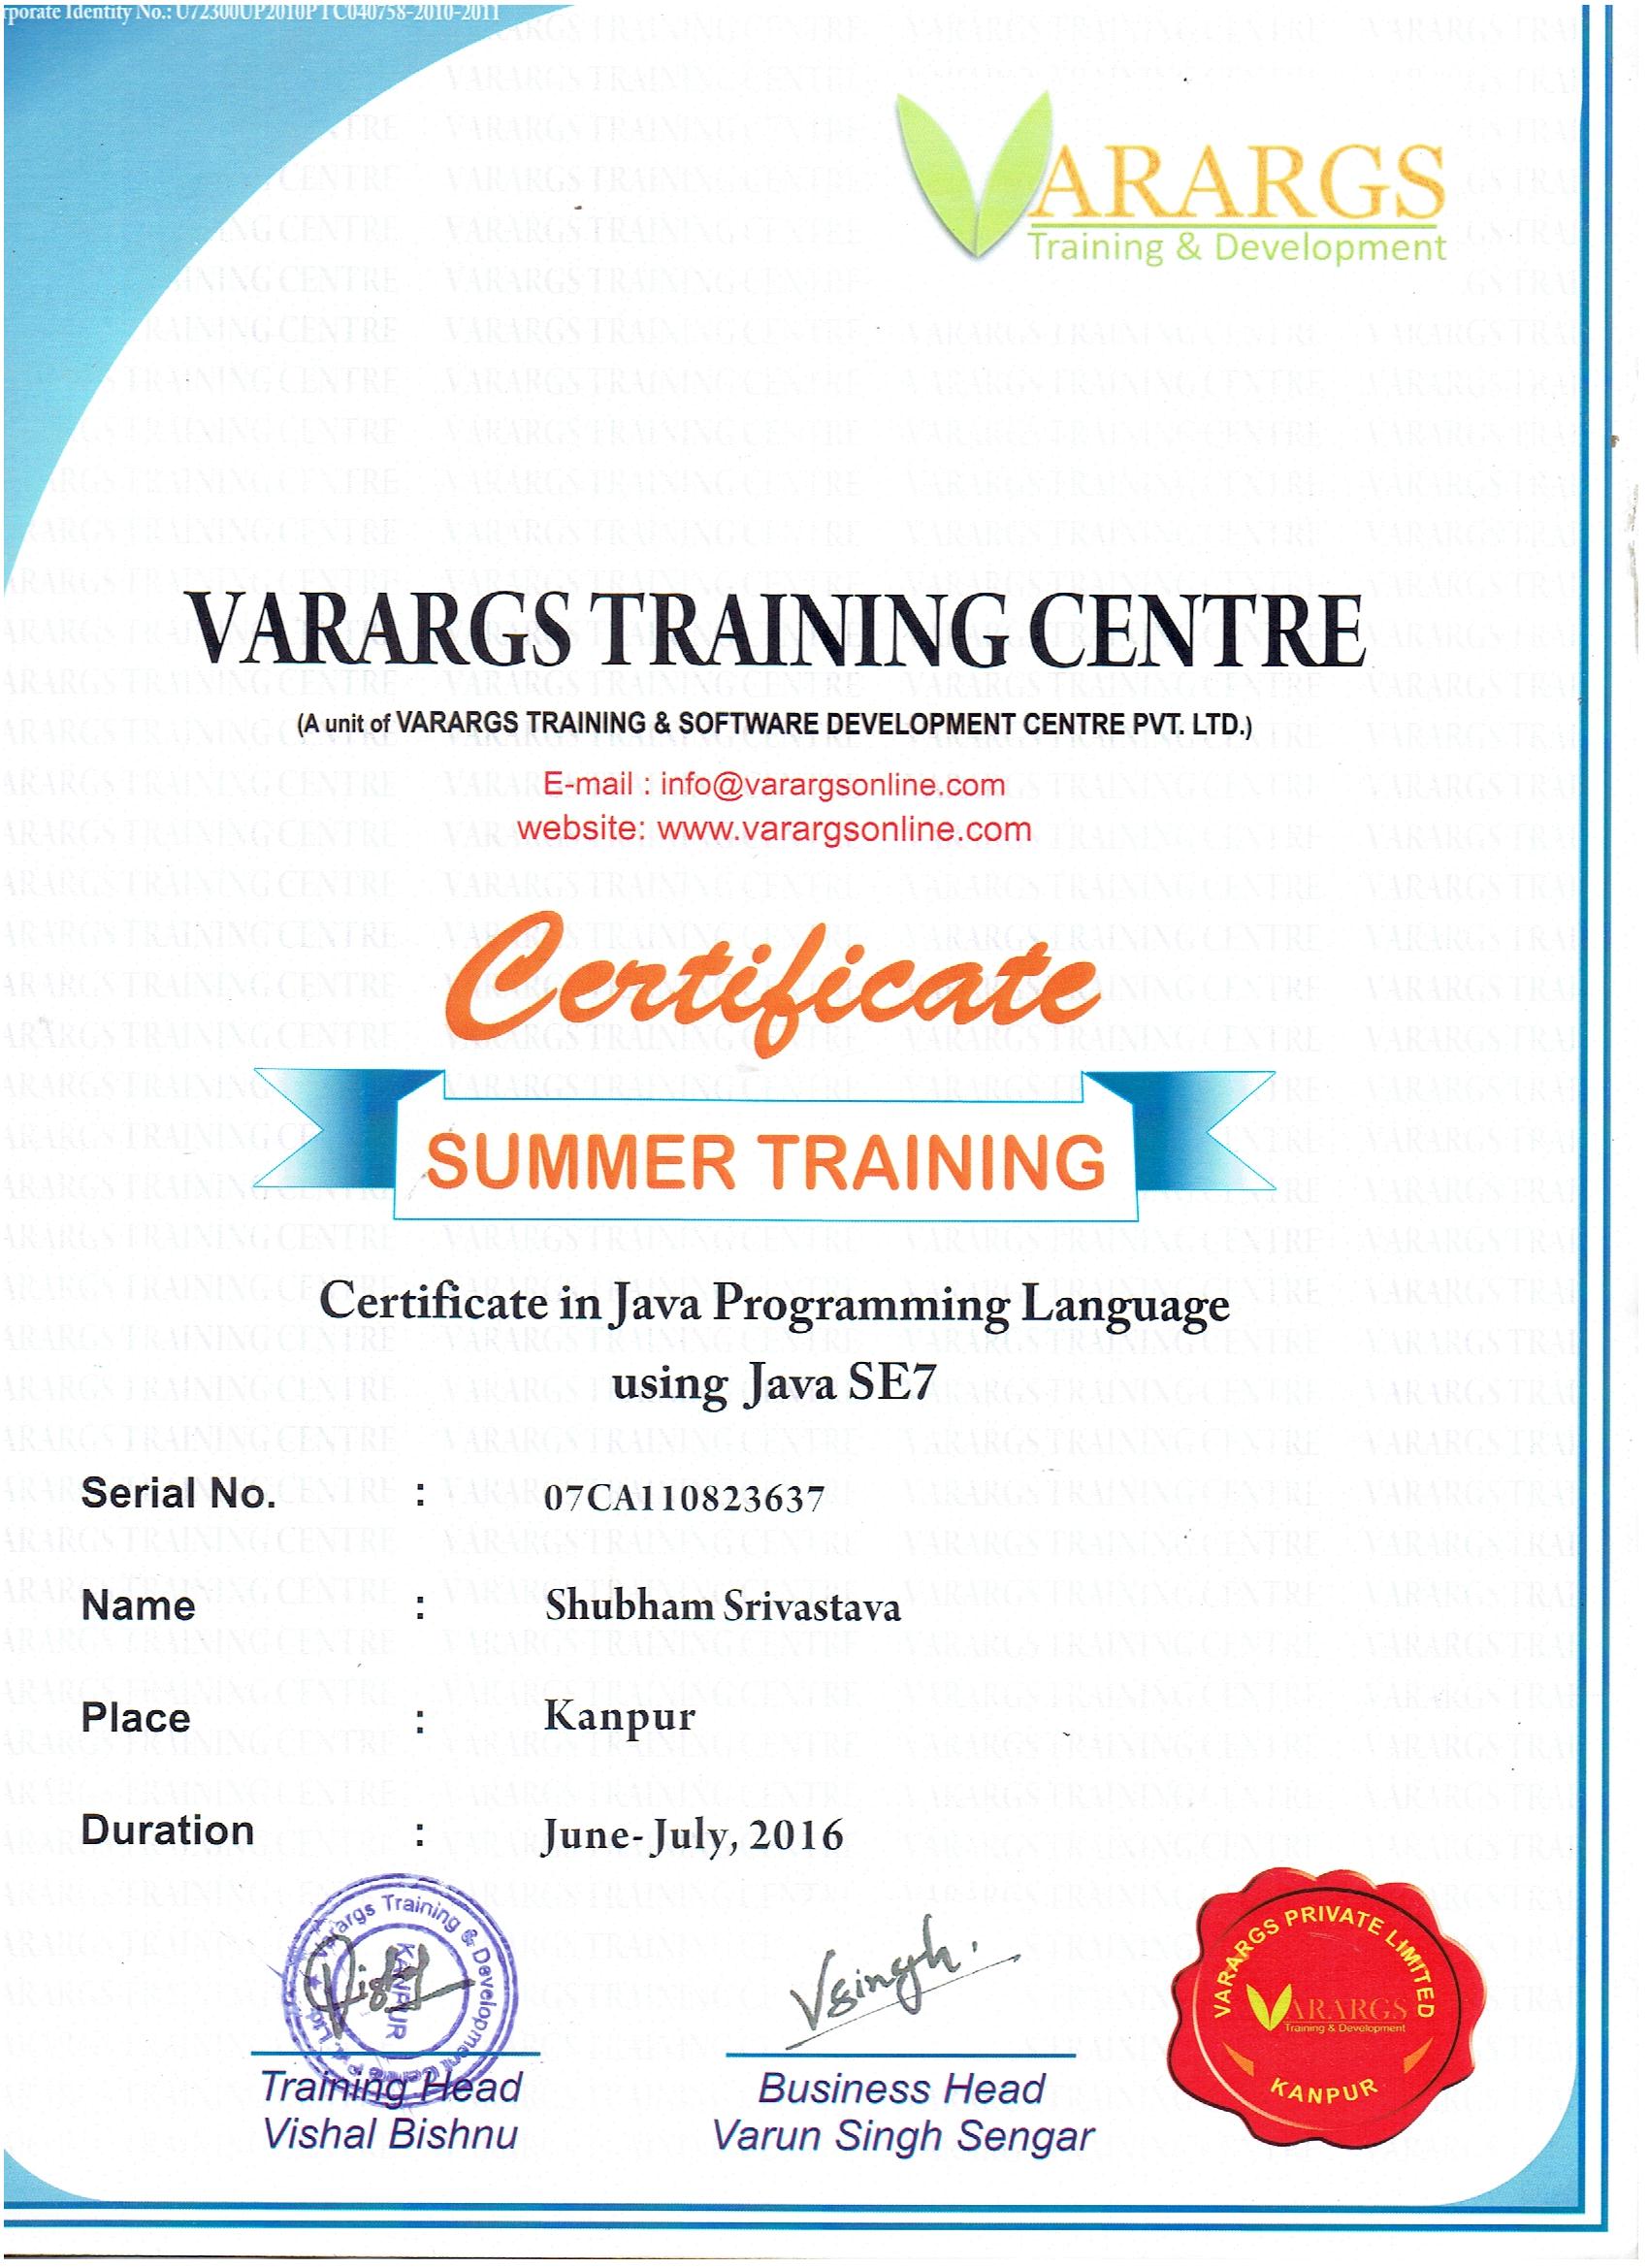 rporate Identity No.: U72300UP2010PTC040758-2010-2011
VARARGS
Training & Development
VARARGS TRAINING CENTRE
(A unit of VARARGS TRAINING & SOFTWARE DEVELOPMENT CENTRE PVT. LTD.)
E-mail : info@varargsonline.com
website: www.varargsonline.com
Certificate
SUMMER TRAINING
Certificate in Java Programming Language
using Java SE7
Serial No. : 07CA110823637
Name : Shubham Srivastava
Place : Kanpur
Duration : June-July, 2016
Varargs Training & Development Centre Pvt. Ltd.
KANPUR
Vsingh.
Training Head
Vishal Bishnu
Business Head
Varun Singh Sengar
VARARGS PRIVATE LIMITED
VARARGS
Training & Development
KANPUR